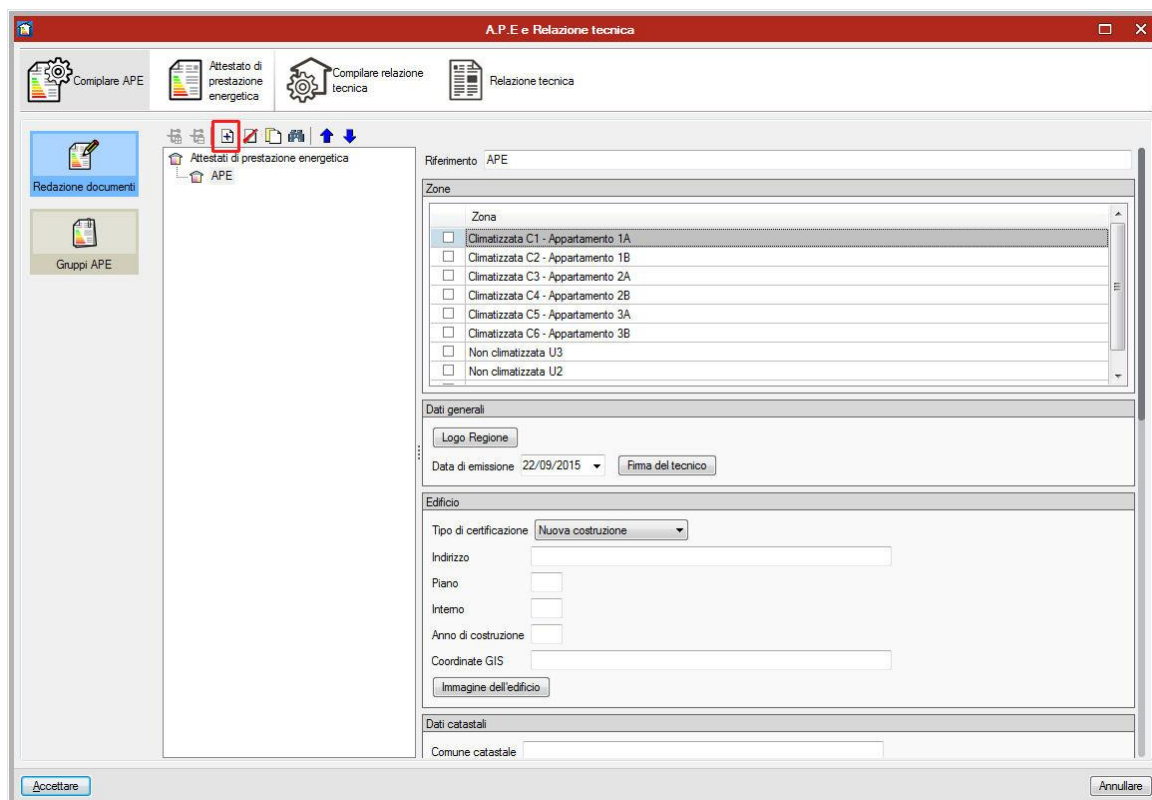 A.P.E e Relazione tecnica
Comiplare APE
Attestato di
prestazione
energetica
Compilare relazione
tecnica
Relazione tecnica
Redazione documenti
Gruppi APE
Attestati di prestazione energetica
APE
Riferimento APE
Zone
Zona
Climatizzata C1 - Appartamento 1A
Climatizzata C2 - Appartamento 1B
Climatizzata C3 - Appartamento 2A
Climatizzata C4 - Appartamento 2B
Climatizzata C5 - Appartamento 3A
Climatizzata C6 - Appartamento 3B
Non climatizzata U3
Non climatizzata U2
Dati generali
Logo Regione
Data di emissione 22/09/2015 Firma del tecnico
Edificio
Tipo di certificazione Nuova costruzione
Indirizzo
Piano
Interno
Anno di costruzione
Coordinate GIS
Immagine dell'edificio
Dati catastali
Comune catastale
Accettare
Annullare